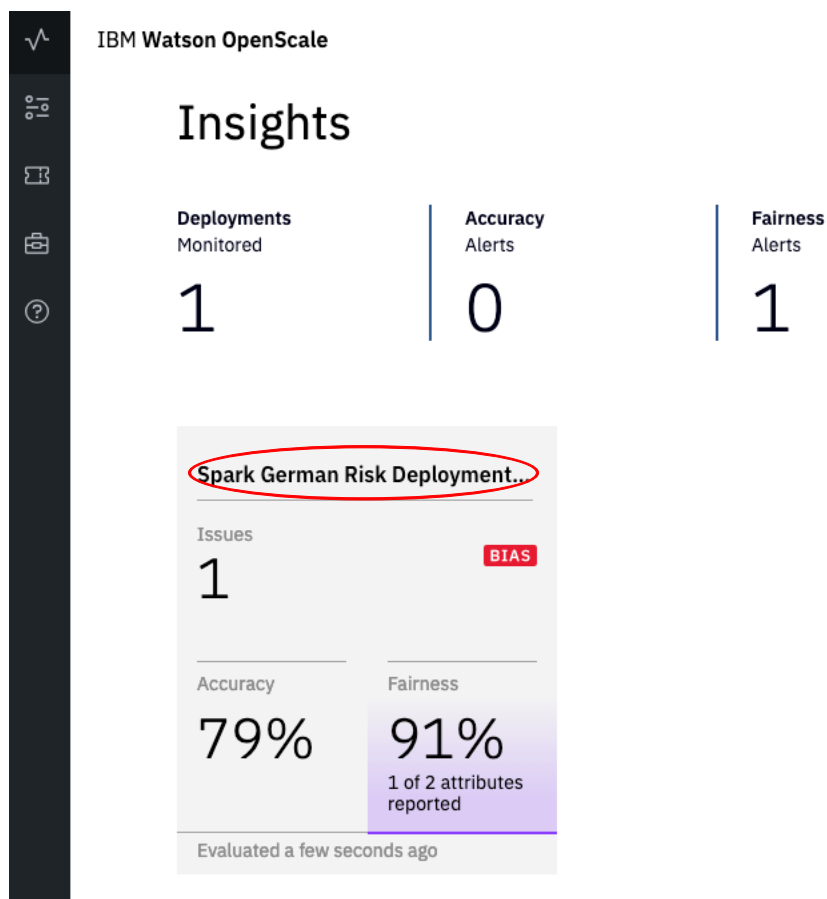 IBM Watson OpenScale
Insights
Deployments
Monitored
1
Accuracy
Alerts
0
Fairness
Alerts
1
Spark German Risk Deployment...
Issues
1
BIAS
Accuracy
79%
Fairness
91%
1 of 2 attributes
reported
Evaluated a few seconds ago